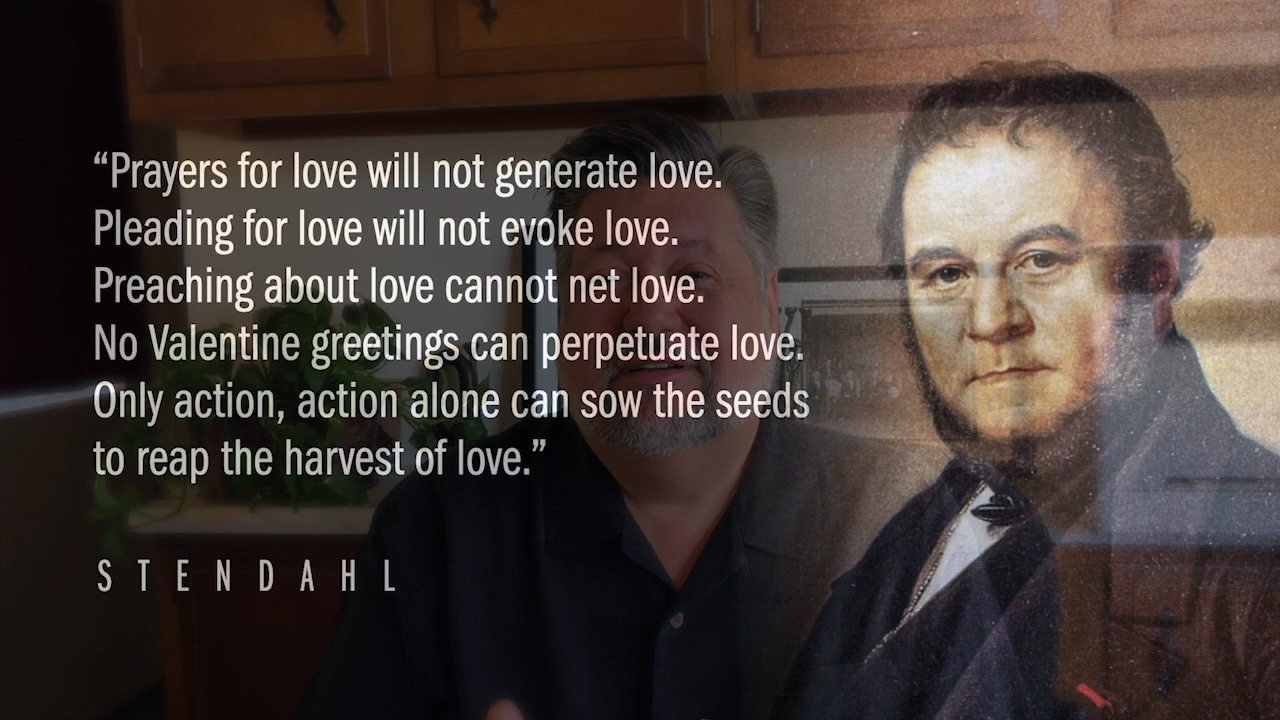 “Prayers for love will not generate love.
Pleading for love will not evoke love.
Preaching about love cannot net love.
No Valentine greetings can perpetuate love.
Only action, action alone can sow the seeds
to reap the harvest of love.”
STENDAHL